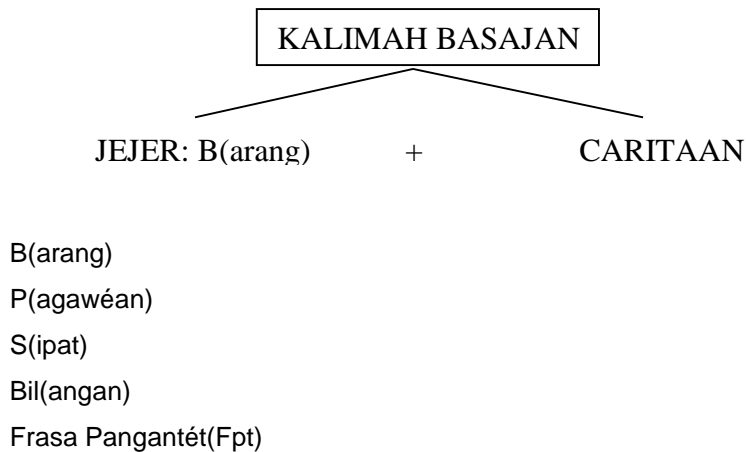 KALIMAH BASAJAN
JEJER: B(arang) + CARITAAN
B(arang)
P(agawéan)
S(ipat)
Bil(angan)
Frasa Pangantét(Fpt)